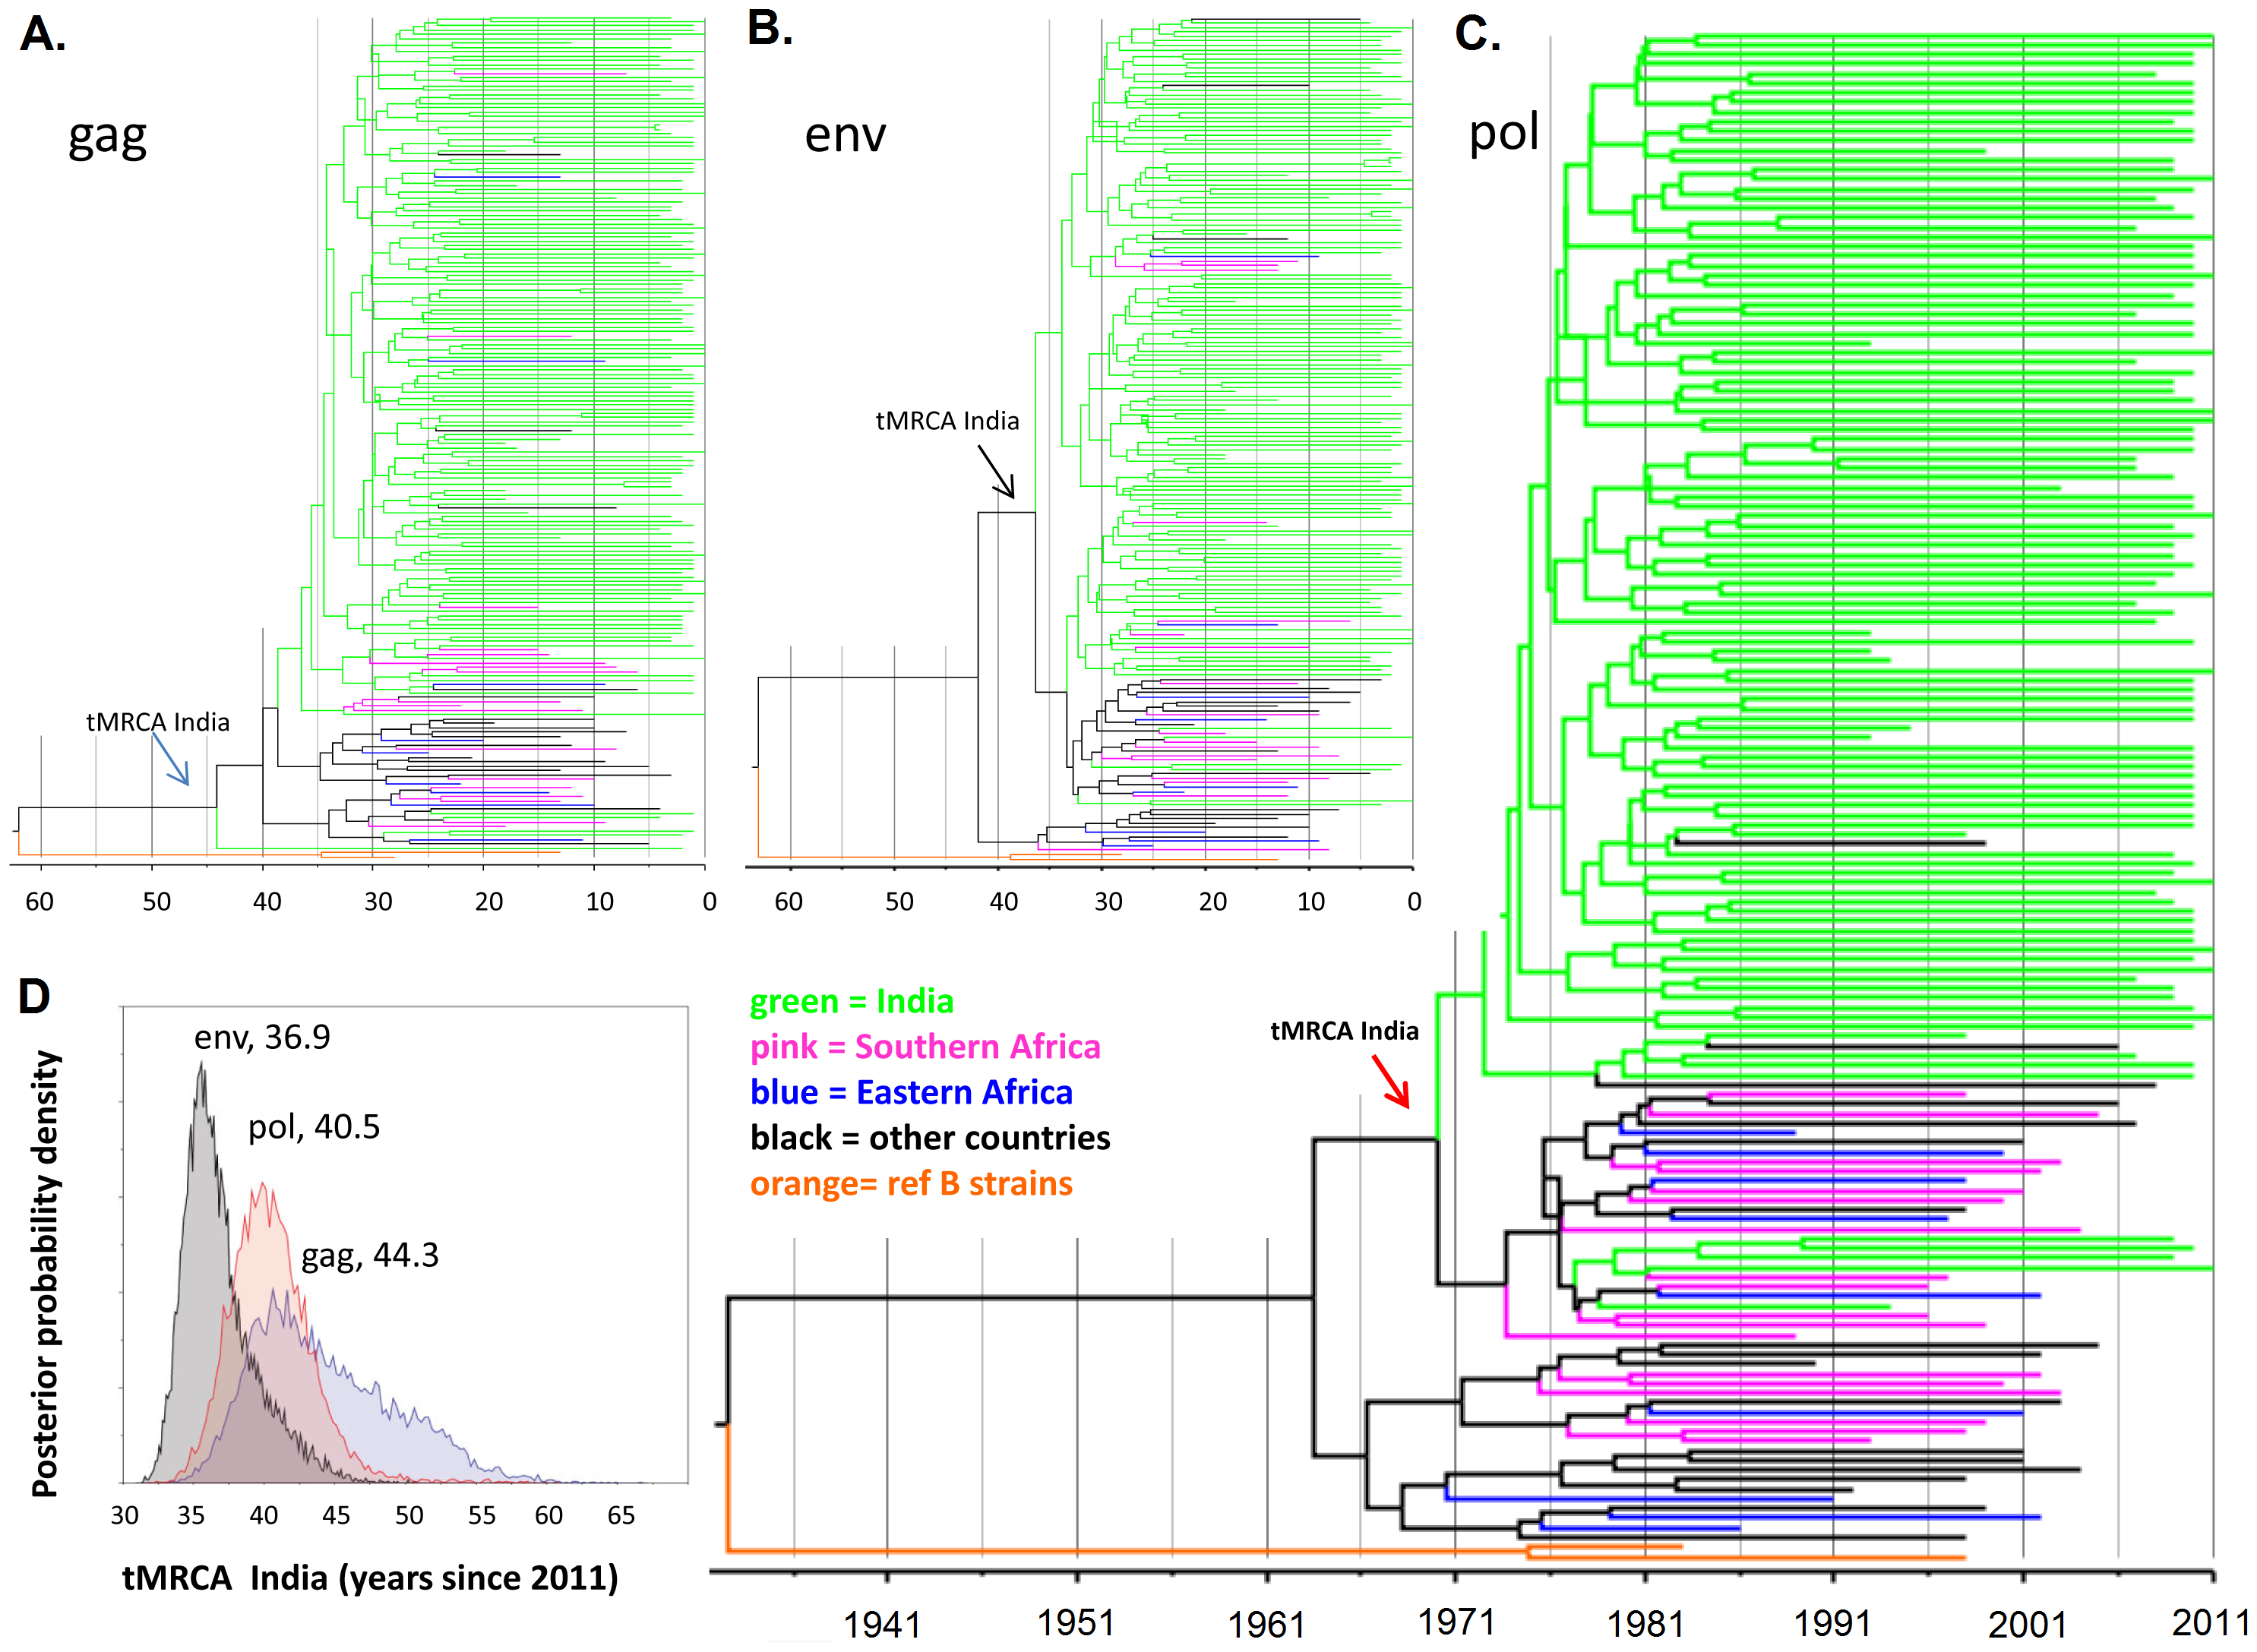 A.
gag
tMRCA India
60 50 40 30 20 10 0
B.
env
tMRCA India
60 50 40 30 20 10 0
C.
pol
tMRCA India
1941 1951 1961 1971 1981 1991 2001 2011
green = India
pink = Southern Africa
blue = Eastern Africa
black = other countries
orange= ref B strains
D
Posterior probability density
env, 36.9
pol, 40.5
gag, 44.3
30 35 40 45 50 55 60 65
tMRCA India (years since 2011)